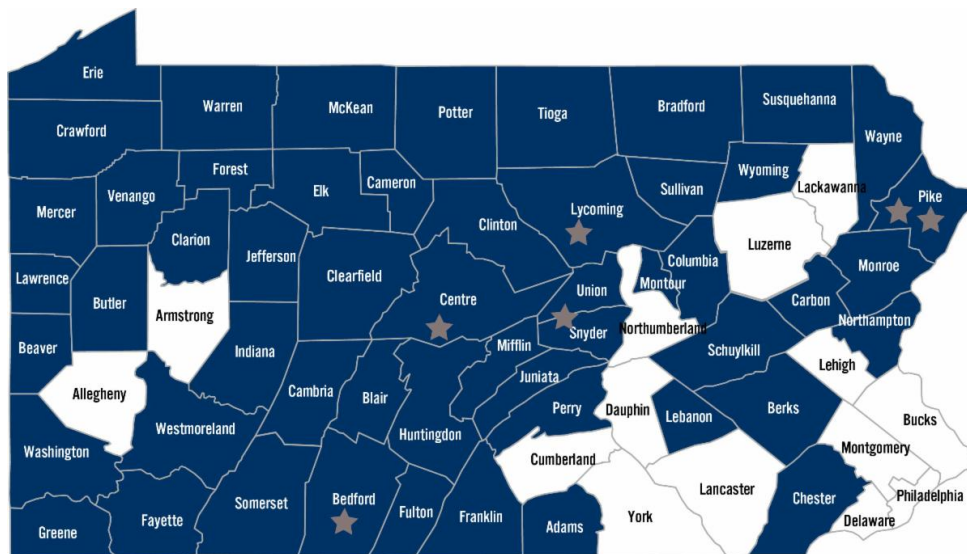 Erie
Warren
McKean
Potter
Tioga
Bradford
Susquehanna
Wayne
Crawford
Forest
Elk
Cameron
Sullivan
Wyoming
Lackawanna
Pike
Mercer
Venango
Clarion
Jefferson
Clearfield
Clinton
Lycoming
Luzerne
Monroe
Lawrence
Butler
Armstrong
Centre
Union
Montour
Columbia
Carbon
Northampton
Beaver
Allegheny
Indiana
Cambria
Blair
Mifflin
Snyder
Northumberland
Schuylkill
Lehigh
Juniata
Perry
Dauphin
Lebanon
Berks
Bucks
Washington
Westmoreland
Huntingdon
Cumberland
Montgomery
Greene
Fayette
Somerset
Bedford
Fulton
Franklin
Adams
York
Lancaster
Chester
Delaware
Philadelphia